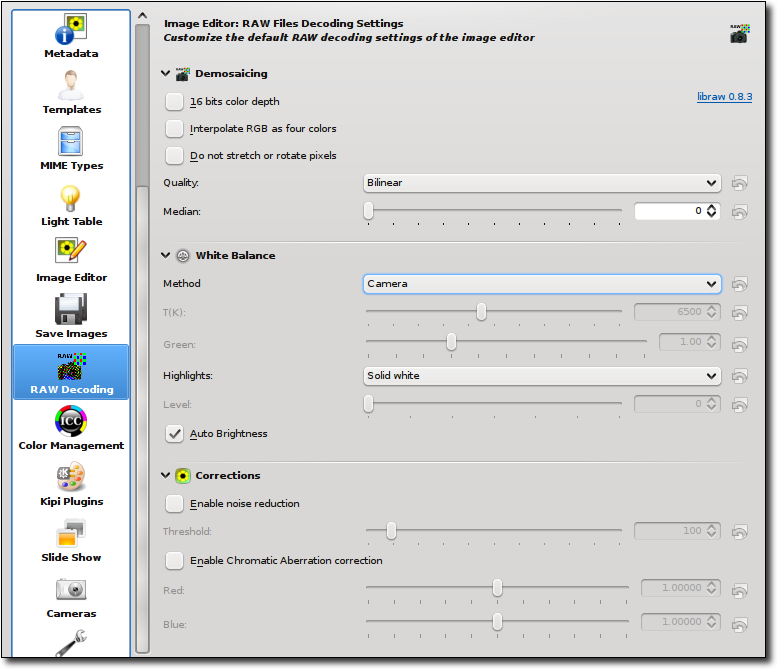 Metadata
Templates
MIME Types
Light Table
Image Editor
Save Images
RAW
RAW Decoding
ICC
Color Management
Kipi Plugins
Slide Show
Cameras
Image Editor: RAW Files Decoding Settings
Customize the default RAW decoding settings of the image editor
RAW
Demosaicing
16 bits color depth
libraw 0.8.3
Interpolate RGB as four colors
Do not stretch or rotate pixels
Quality: Bilinear
Median: 0
White Balance
Method Camera
T(K): 6500
Green: 1.00
Highlights: Solid white
Level: 0
Auto Brightness
Corrections
Enable noise reduction
Threshold: 100
Enable Chromatic Aberration correction
Red: 1.00000
Blue: 1.00000